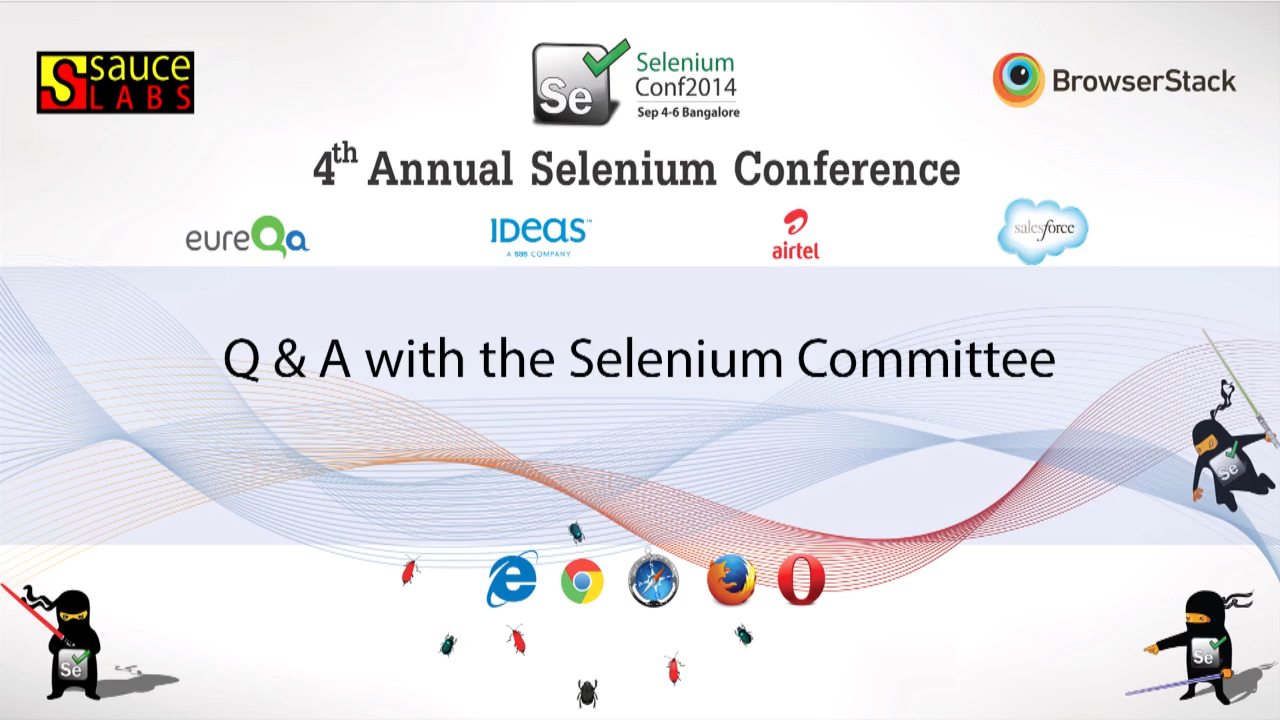 sauce
LABS
Se
Selenium
Conf2014
Sep 4-6 Bangalore
BrowserStack
4th Annual Selenium Conference
eureQa
IDeaS™
A sas COMPANY
airtel
salesforce
Q & A with the Selenium Committee
Se
Se
Se